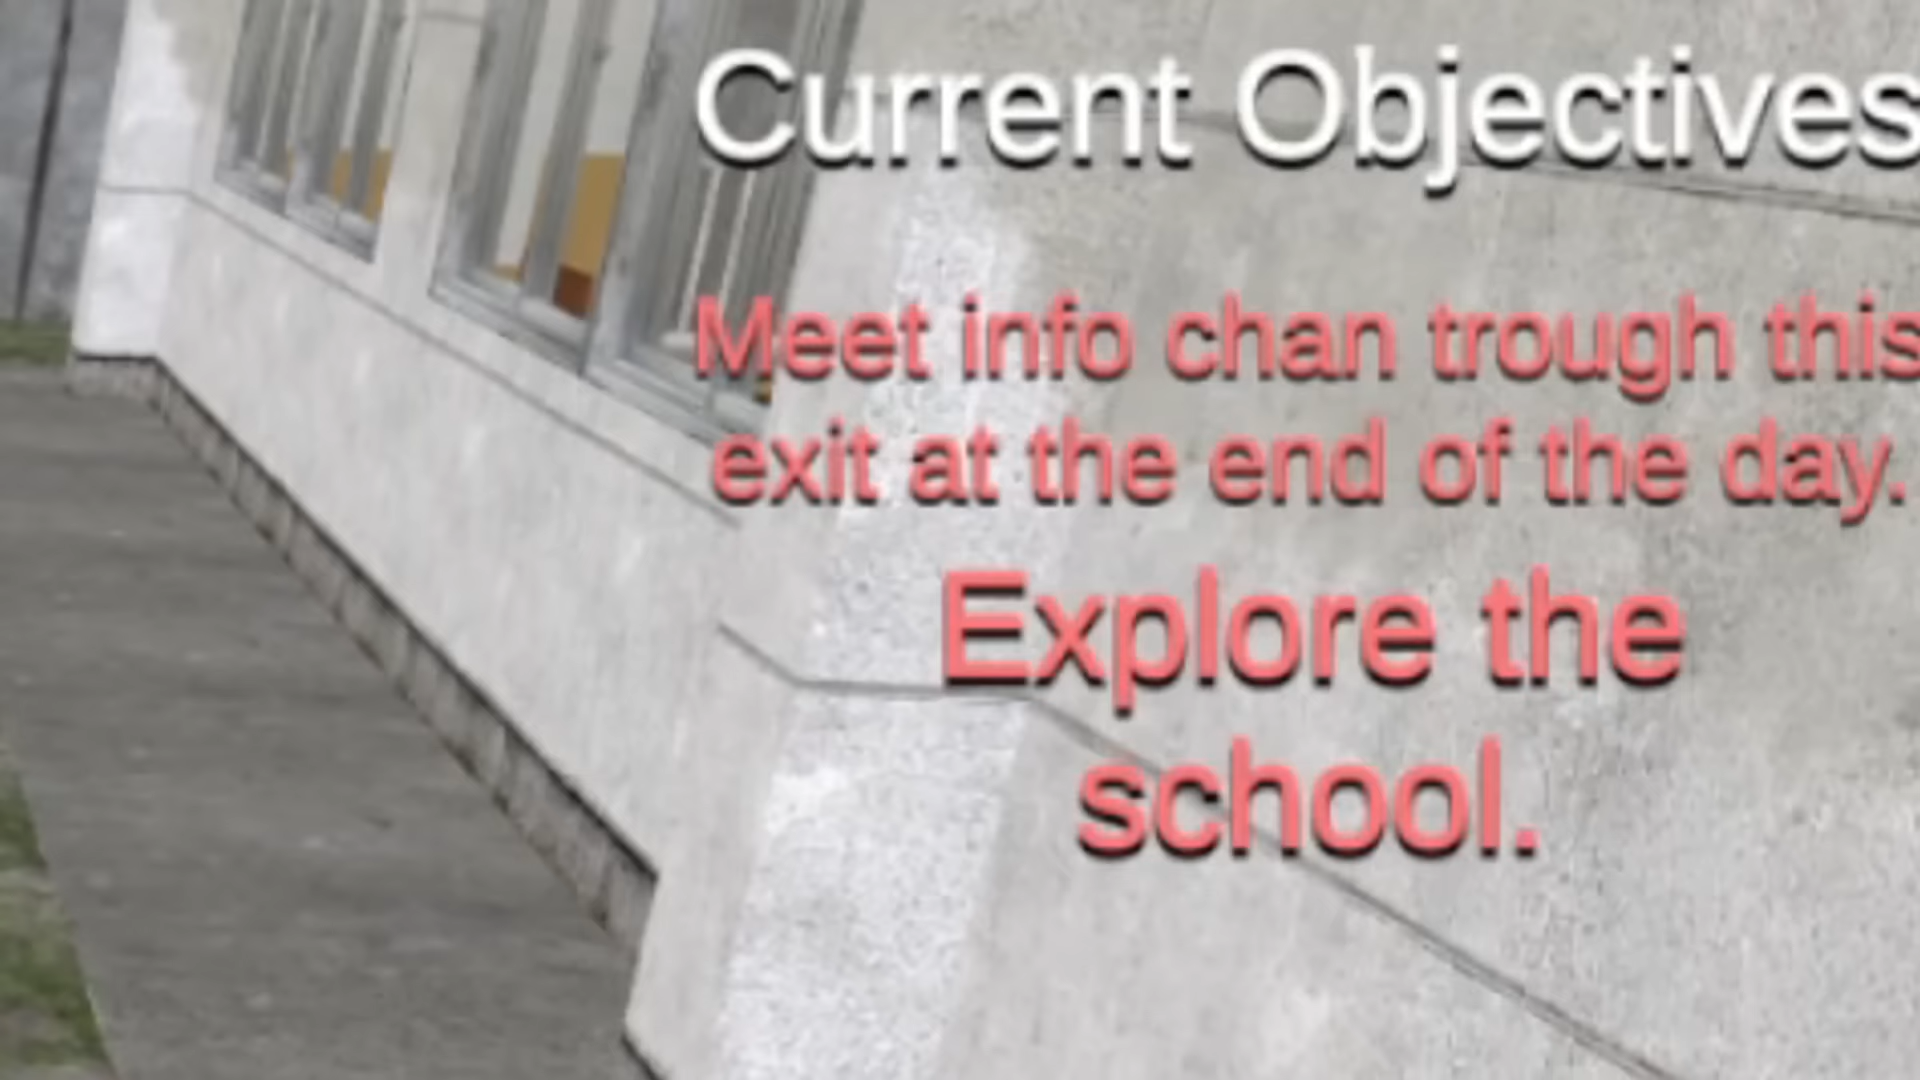 Current Objectives
Meet info chan trough this
exit at the end of the day.
Explore the
school.